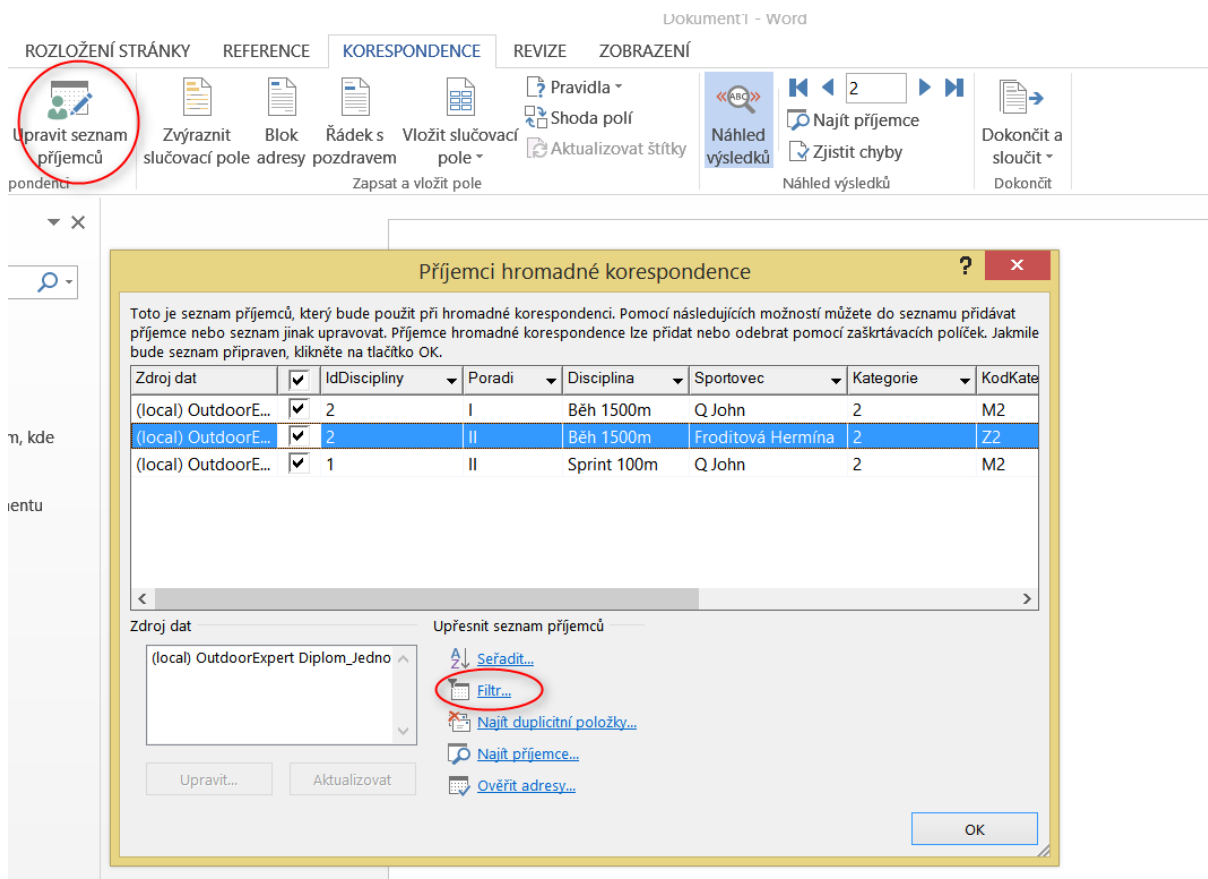 Dokument1 - Word
ROZLOŽENÍ STRÁNKY REFERENCE KORESPONDENCE REVIZE ZOBRAZENÍ
Upravit seznam
příjemců
Zvýraznit
slučovací pole
Blok
adresy
Řádek s
pozdravem
Vložit slučovací
pole
Pravidla
Shoda polí
Aktualizovat štítky
«ABC»
Náhled
výsledků
2
Najít příjemce
Zjistit chyby
Dokončit a
sloučit
pondenci
Zapsat a vložit pole
Náhled výsledků
Dokončit
m, kde
mentu
Příjemci hromadné korespondence
Toto je seznam příjemců, který bude použit při hromadné korespondenci. Pomocí následujících možností můžete do seznamu přidávat
příjemce nebo seznam jinak upravovat. Příjemce hromadné korespondence lze přidat nebo odebrat pomocí zaškrtávacích políček. Jakmile
bude seznam připraven, klikněte na tlačítko OK.
Zdroj dat IdDiscipliny Poradi Disciplina Sportovec Kategorie KodKate
(local) OutdoorE... 2 I Běh 1500m Q John 2 M2
(local) OutdoorE... 2 II Běh 1500m Froditová Hermína 2 Z2
(local) OutdoorE... 1 II Sprint 100m Q John 2 M2
Zdroj dat
(local) OutdoorExpert Diplom_Jedno
Upravit...
Aktualizovat
Upřesnit seznam příjemců
Seřadit...
Filtr...
Najít duplicitní položky...
Najít příjemce...
Ověřit adresy...
OK